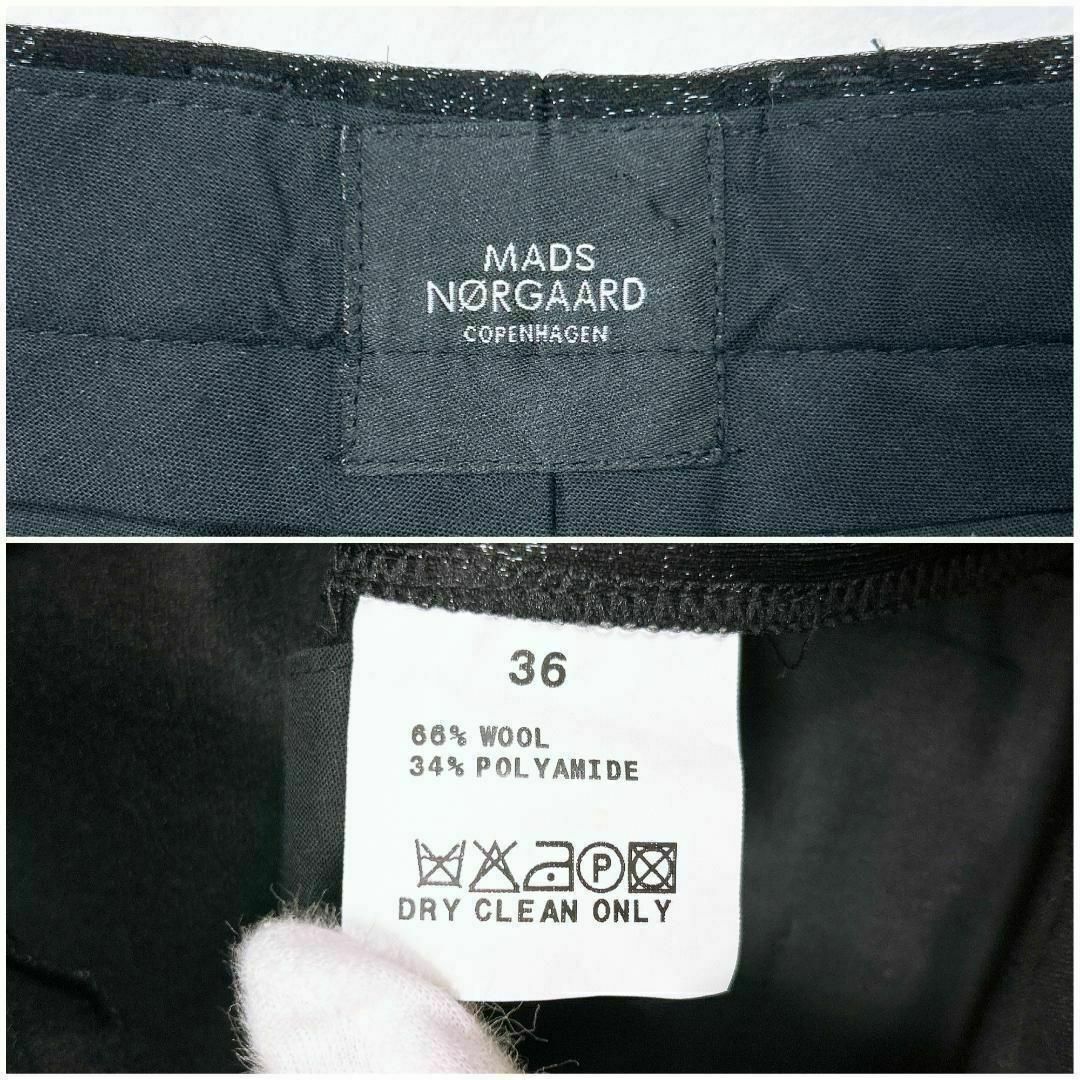 MADS
NØRGAARD
COPENHAGEN
36
66% WOOL
34% POLYAMIDE
P
DRY CLEAN ONLY